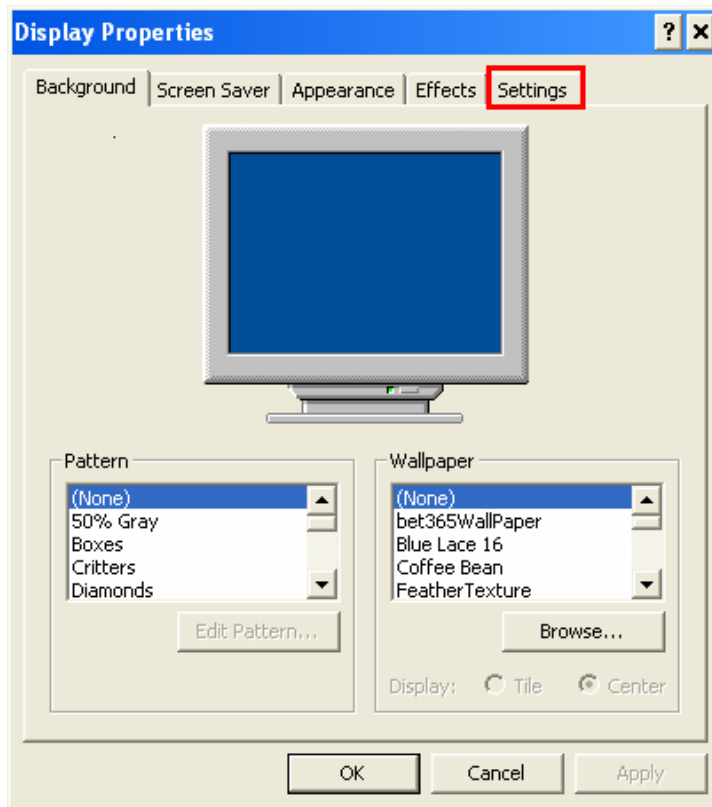 Display Properties
?
Background Screen Saver Appearance Effects Settings
Pattern
(None)
50% Gray
Boxes
Critters
Diamonds
Edit Pattern...
Wallpaper
(None)
bet365WallPaper
Blue Lace 16
Coffee Bean
FeatherTexture
Browse...
Display: Tile Center
OK Cancel Apply